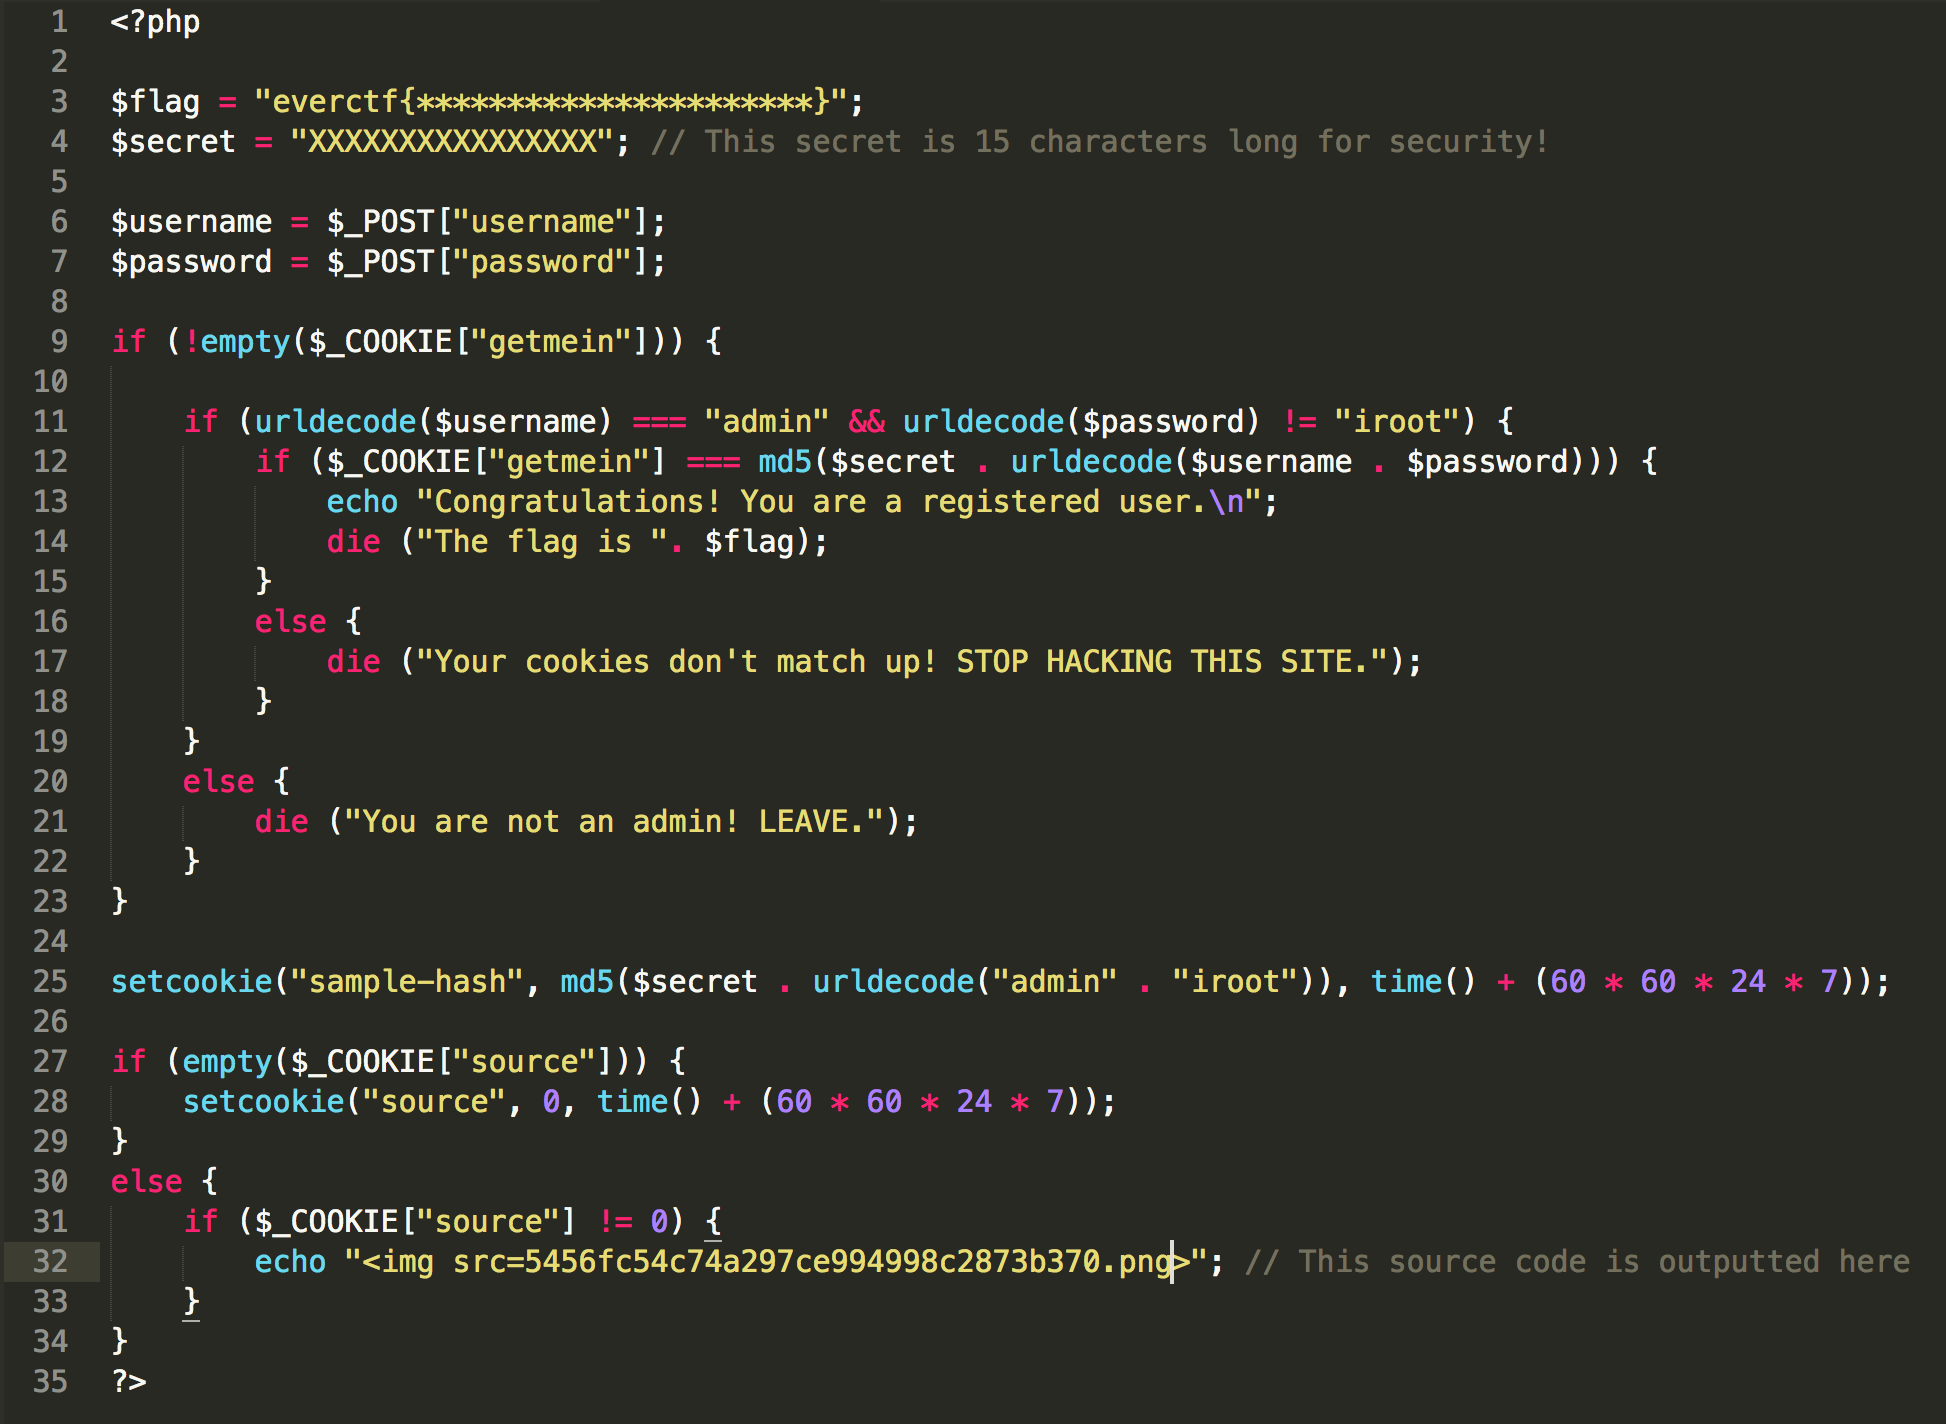 1 <?php
2
3 $flag = "everctf{**********************}";
4 $secret = "XXXXXXXXXXXXXXXX"; // This secret is 15 characters long for security!
5
6 $username = $_POST["username"];
7 $password = $_POST["password"];
8
9 if (!empty($_COOKIE["getmein"])) {
10
11     if (urldecode($username) === "admin" && urldecode($password) != "iroot") {
12         if ($_COOKIE["getmein"] === md5($secret . urldecode($username . $password))) {
13             echo "Congratulations! You are a registered user.\n";
14             die ("The flag is ". $flag);
15         }
16         else {
17             die ("Your cookies don't match up! STOP HACKING THIS SITE.");
18         }
19     }
20     else {
21         die ("You are not an admin! LEAVE.");
22     }
23 }
24
25 setcookie("sample-hash", md5($secret . urldecode("admin" . "iroot")), time() + (60 * 60 * 24 * 7));
26
27 if (empty($_COOKIE["source"])) {
28     setcookie("source", 0, time() + (60 * 60 * 24 * 7));
29 }
30 else {
31     if ($_COOKIE["source"] != 0) {
32         echo "<img src=5456fc54c74a297ce994998c2873b370.png>"; // This source code is outputted here
33     }
34 }
35 ?>